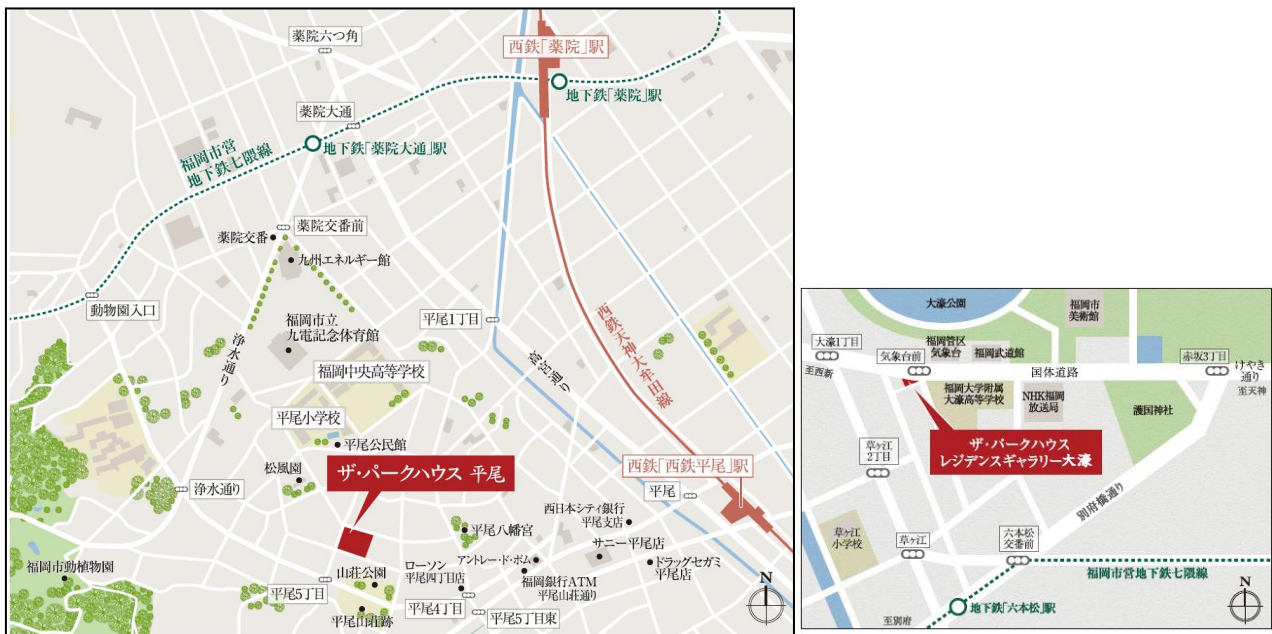 薬院六つ角
西鉄「薬院」駅
地下鉄「薬院」駅
薬院大通
地下鉄「薬院大通」駅
福岡市営
地下鉄七隈線
薬院交番前
薬院交番
九州エネルギー館
動物園入口
浄水通り
福岡市立
九電記念体育館
平尾1丁目
高宮通り
西鉄天神大牟田線
福岡中央高等学校
平尾小学校
平尾公民館
松風園
ザ・パークハウス 平尾
西鉄「西鉄平尾」駅
平尾
浄水通り
西日本シティ銀行
平尾支店
平尾八幡宮
サニー平尾店
アントレード・ボム
ドラッグセガミ
平尾店
福岡市動植物園
山荘公園
ローソン
平尾四丁目店
福岡銀行ATM
平尾山荘通り
平尾5丁目
平尾4丁目
平尾5丁目東
平尾山荘跡
N
大濠公園
福岡市
美術館
大濠1丁目
気象台前
福岡管区
気象台
福岡武道館
赤坂3丁目
至西新
国体道路
けやき
通り
至天神
福岡大学附属
大濠高等学校
NHK福岡
放送局
護国神社
ザ・パークハウス
レジデンスギャラリー大濠
草ヶ江
2丁目
別府橋通り
草ヶ江
小学校
草ヶ江
六本松
交番前
福岡市営地下鉄七隈線
地下鉄「六本松」駅
至別府
N